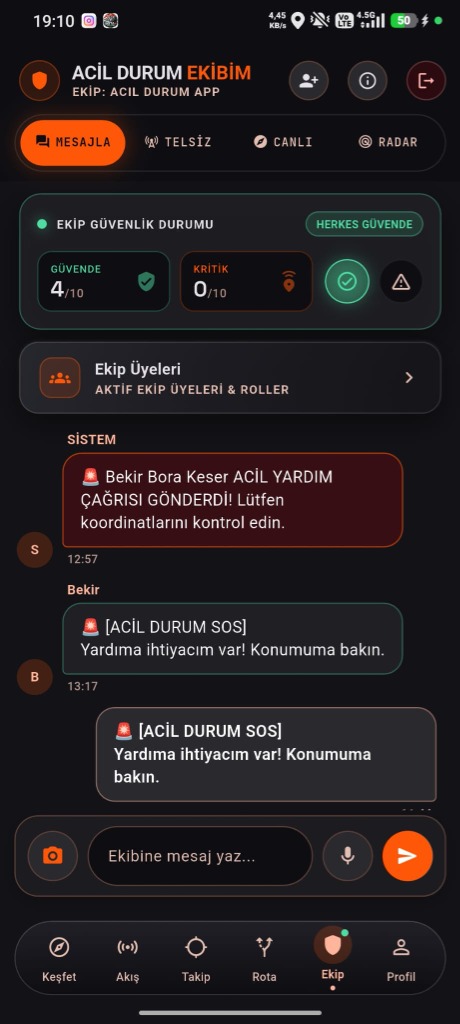 19:10
4,45 KB/s
Vo LTE
4.5G
50
ACİL DURUM EKİBİM
EKİP: ACIL DURUM APP
MESAJLA
TELSİZ
CANLI
RADAR
EKİP GÜVENLİK DURUMU
HERKES GÜVENDE
GÜVENDE
4/10
KRİTİK
0/10
Ekip Üyeleri
AKTİF EKİP ÜYELERİ & ROLLER
SİSTEM
🚨 Bekir Bora Keser ACİL YARDIM
ÇAĞRISI GÖNDERDİ! Lütfen
koordinatlarını kontrol edin.
S
12:57
Bekir
🚨 [ACİL DURUM SOS]
Yardıma ihtiyacım var! Konumuma bakın.
B
13:17
🚨 [ACİL DURUM SOS]
Yardıma ihtiyacım var! Konumuma
bakın.
Ekibine mesaj yaz...
Keşfet
Akış
Takip
Rota
Ekip
Profil